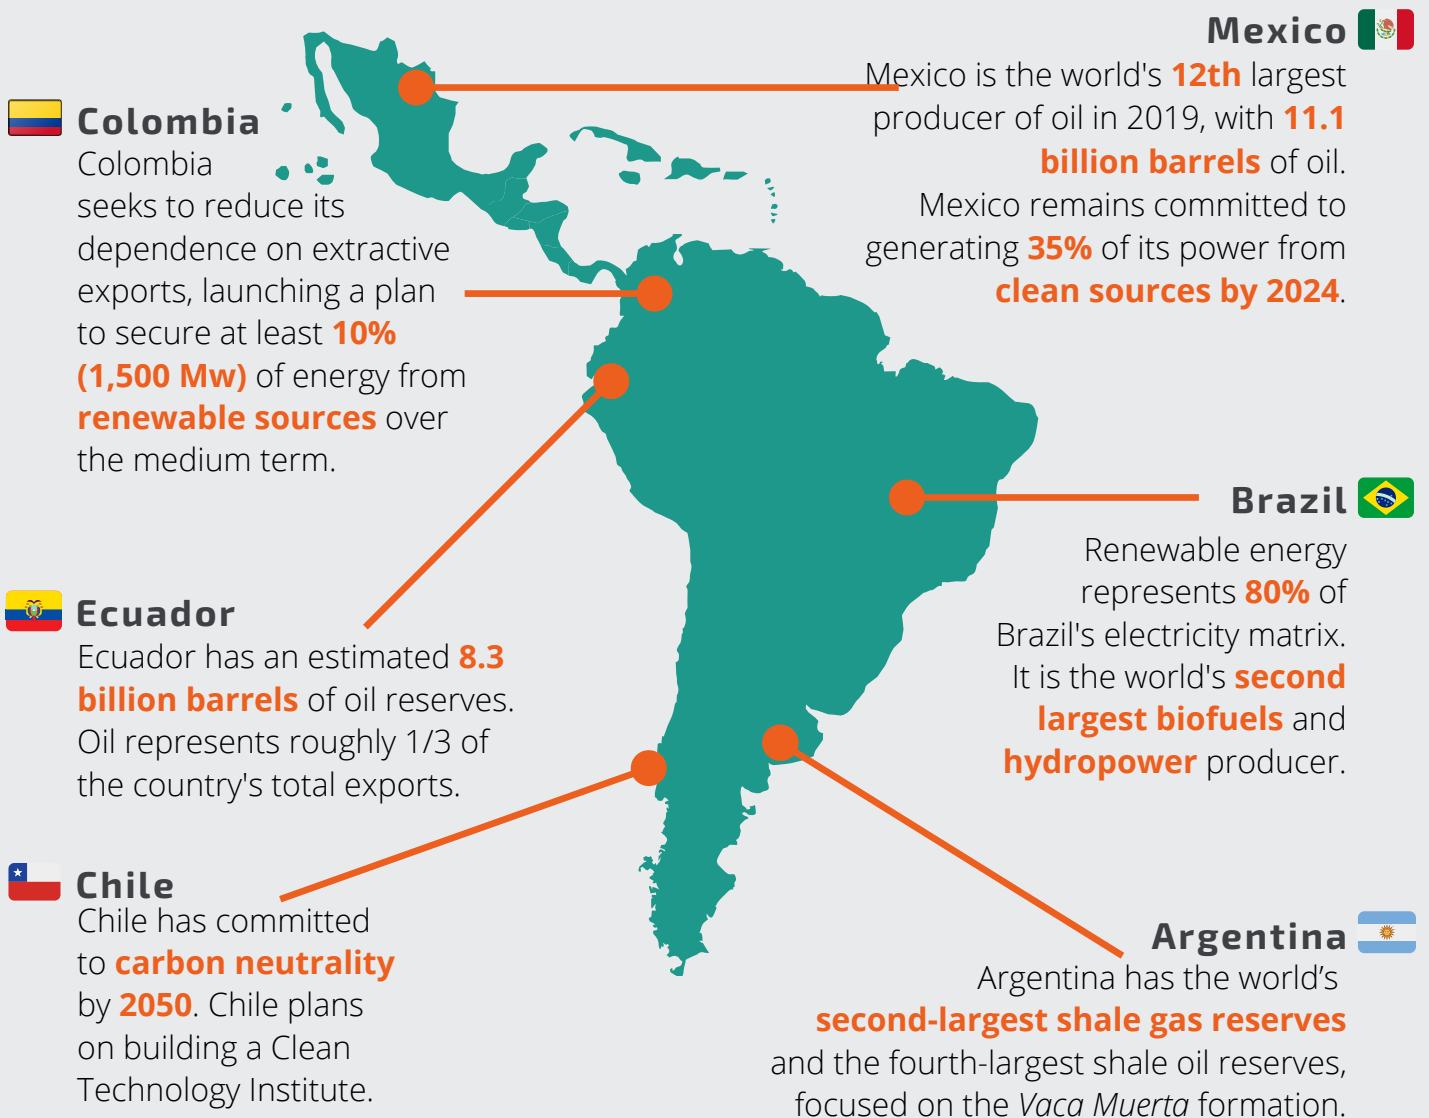 Mexico
Mexico is the world's 12th largest
producer of oil in 2019, with 11.1
billion barrels of oil.
Mexico remains committed to
generating 35% of its power from
clean sources by 2024.
Colombia
Colombia
seeks to reduce its
dependence on extractive
exports, launching a plan
to secure at least 10%
(1,500 Mw) of energy from
renewable sources over
the medium term.
Brazil
Renewable energy
represents 80% of
Brazil's electricity matrix.
It is the world's second
largest biofuels and
hydropower producer.
Ecuador
Ecuador has an estimated 8.3
billion barrels of oil reserves.
Oil represents roughly 1/3 of
the country's total exports.
Chile
Chile has committed
to carbon neutrality
by 2050. Chile plans
on building a Clean
Technology Institute.
Argentina
Argentina has the world’s
second-largest shale gas reserves
and the fourth-largest shale oil reserves,
focused on the Vaca Muerta formation.